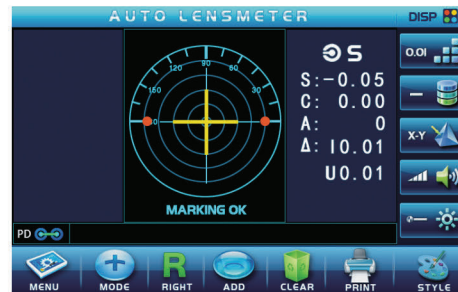 AUTO LENSMETER
DISP
0.01
S
S:-0.05
C: 0.00
A: 0
Δ: I0.01
U0.01
120 90 60
150 30
0
X-Y
MARKING OK
PD
MENU MODE R RIGHT ADD CLEAR PRINT STYLE